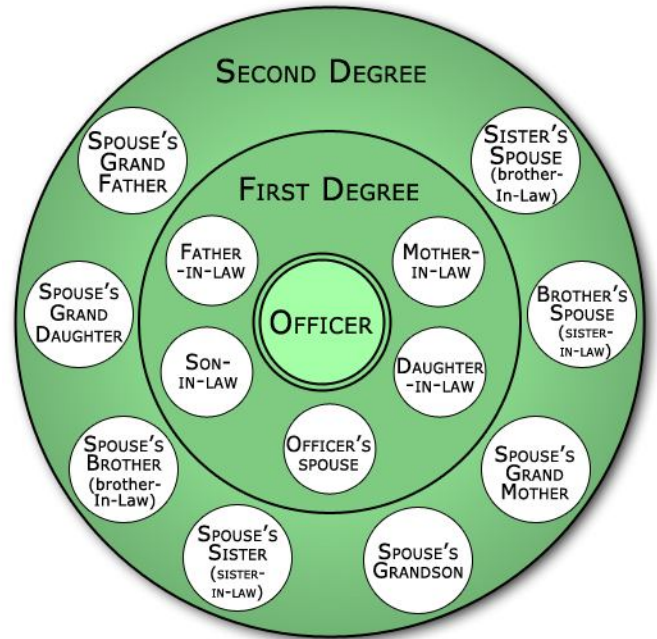 SECOND DEGREE
SPOUSE'S
GRAND
FATHER
SISTER'S
SPOUSE
(brother-
In-Law)
FIRST DEGREE
FATHER
-IN-LAW
MOTHER-
IN-LAW
SPOUSE'S
GRAND
DAUGHTER
OFFICER
BROTHER'S
SPOUSE
(SISTER-
IN-LAW)
SON-
IN-LAW
DAUGHTER
-IN-LAW
OFFICER'S
SPOUSE
SPOUSE'S
BROTHER
(brother-
In-Law)
SPOUSE'S
GRAND
MOTHER
SPOUSE'S
SISTER
(SISTER-
IN-LAW)
SPOUSE'S
GRANDSON